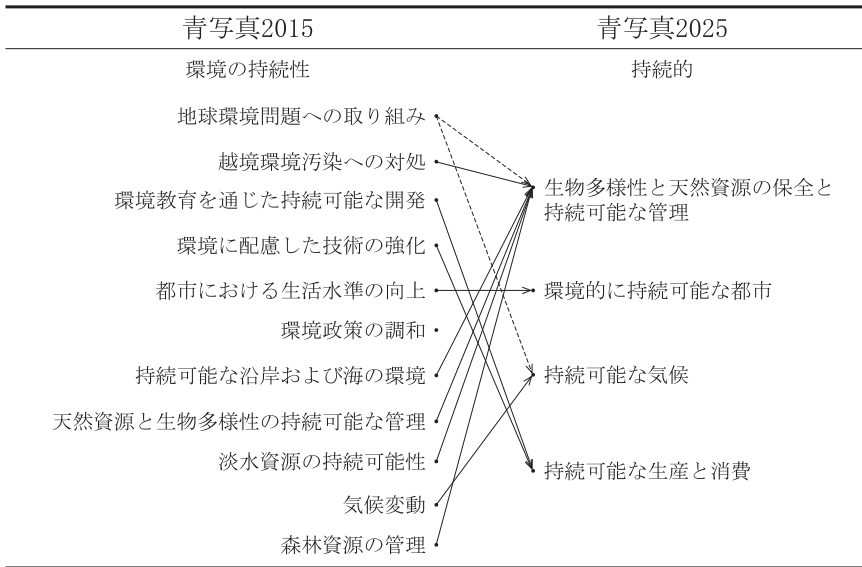 青写真2015
青写真2025
環境の持続性
持続的
地球環境問題への取り組み
越境環境汚染への対処
環境教育を通じた持続可能な開発
環境に配慮した技術の強化
都市における生活水準の向上
環境政策の調和
持続可能な沿岸および海の環境
天然資源と生物多様性の持続可能な管理
淡水資源の持続可能性
気候変動
森林資源の管理
生物多様性と天然資源の保全と
持続可能な管理
環境的に持続可能な都市
持続可能な気候
持続可能な生産と消費